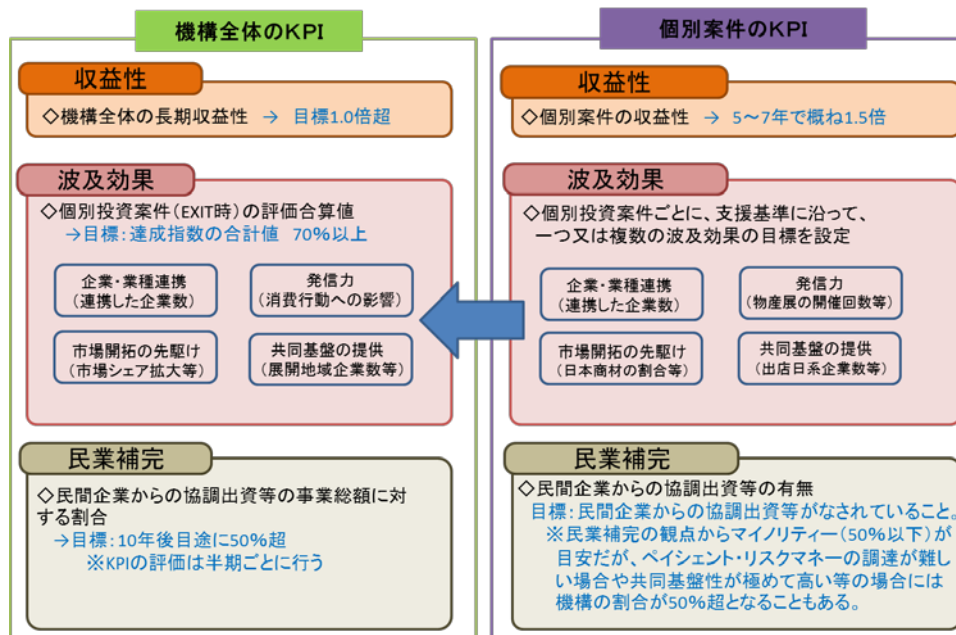 機構全体のKPI
収益性
◇機構全体の長期収益性 → 目標1.0倍超
波及効果
◇個別投資案件(EXIT時)の評価合算値
→目標:達成指数の合計値 70%以上
企業・業種連携
(連携した企業数)
発信力
(消費行動への影響)
市場開拓の先駆け
(市場シェア拡大等)
共同基盤の提供
(展開地域企業数等)
民業補完
◇民間企業からの協調出資等の事業総額に対
する割合
→目標:10年後目途に50%超
※KPIの評価は半期ごとに行う
個別案件のKPI
収益性
◇個別案件の収益性 → 5~7年で概ね1.5倍
波及効果
◇個別投資案件ごとに、支援基準に沿って、
一つ又は複数の波及効果の目標を設定
企業・業種連携
(連携した企業数)
発信力
(物産展の開催回数等)
市場開拓の先駆け
(日本商材の割合等)
共同基盤の提供
(出店日系企業数等)
民業補完
◇民間企業からの協調出資等の有無
目標:民間企業からの協調出資等がなされていること。
※民業補完の観点からマイノリティー(50%以下)が
目安だが、ペイシェント・リスクマネーの調達が難し
い場合や共同基盤性が極めて高い等の場合には
機構の割合が50%超となることもある。